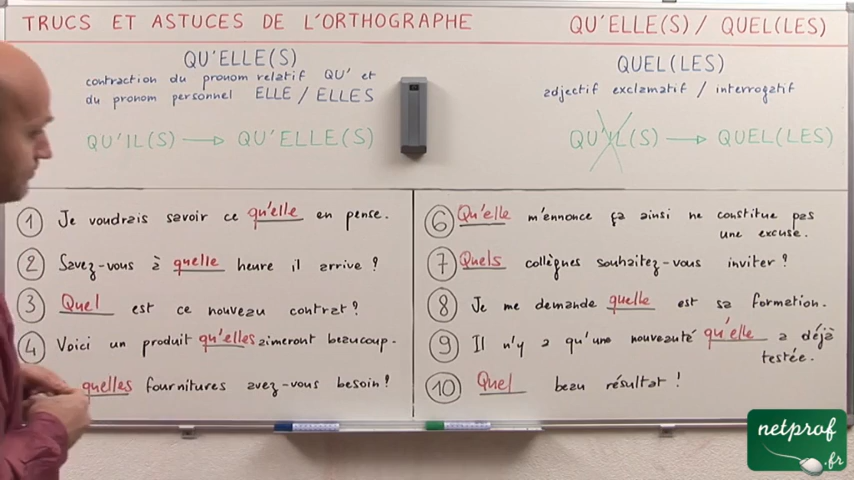 TRUCS ET ASTUCES DE L'ORTHOGRAPHE
QU'ELLE(S) / QUEL(LES)
QU'ELLE(S)
contraction du pronom relatif QU' et
du pronom personnel ELLE / ELLES
QU'IL(S) → QU'ELLE(S)
QUEL(LES)
adjectif exclamatif / interrogatif
QU'IL(S) → QUEL(LES)
1 Je voudrais savoir ce qu'elle en pense.
2 Savez-vous à quelle heure il arrive ?
3 Quel est ce nouveau contrat ?
4 Voici un produit qu'elles aimeront beaucoup.
quelles fournitures avez-vous besoin ?
6 Qu'elle m'ennonce ça ainsi ne constitue pas
une excuse.
7 Quels collègues souhaitez-vous inviter ?
8 Je me demande quelle est sa formation.
9 Il n'y a qu'une nouveauté qu'elle a déjà
testée.
10 Quel beau résultat !
netprof
.fr